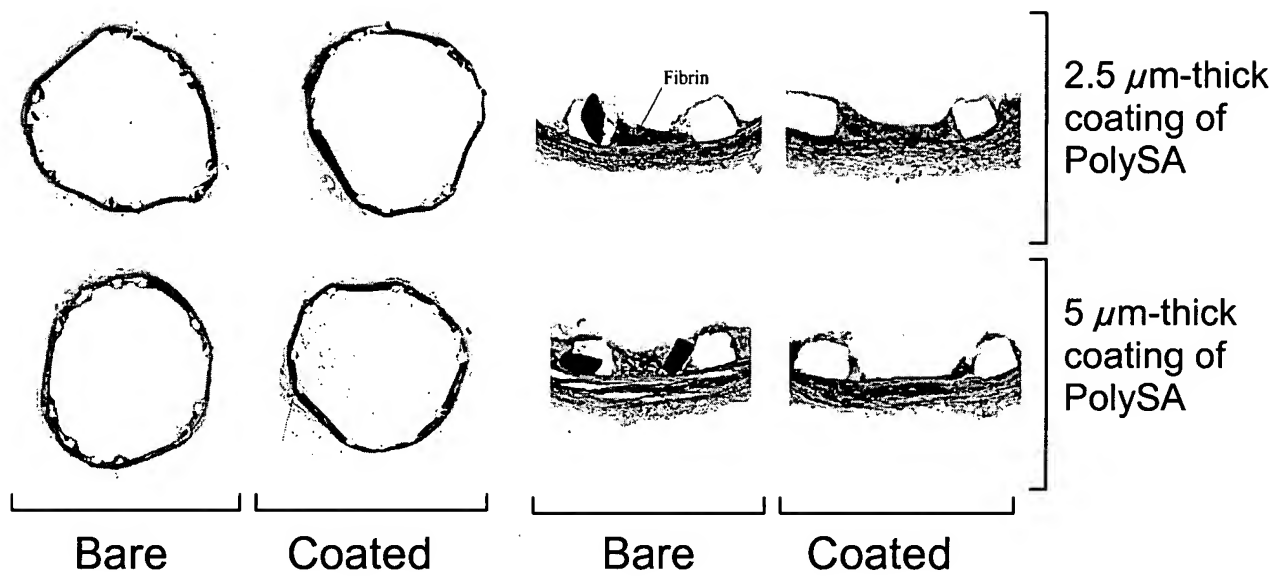 Fibrin
2.5 μm-thick
coating of
PolySA
5 μm-thick
coating of
PolySA
Bare
Coated
Bare
Coated